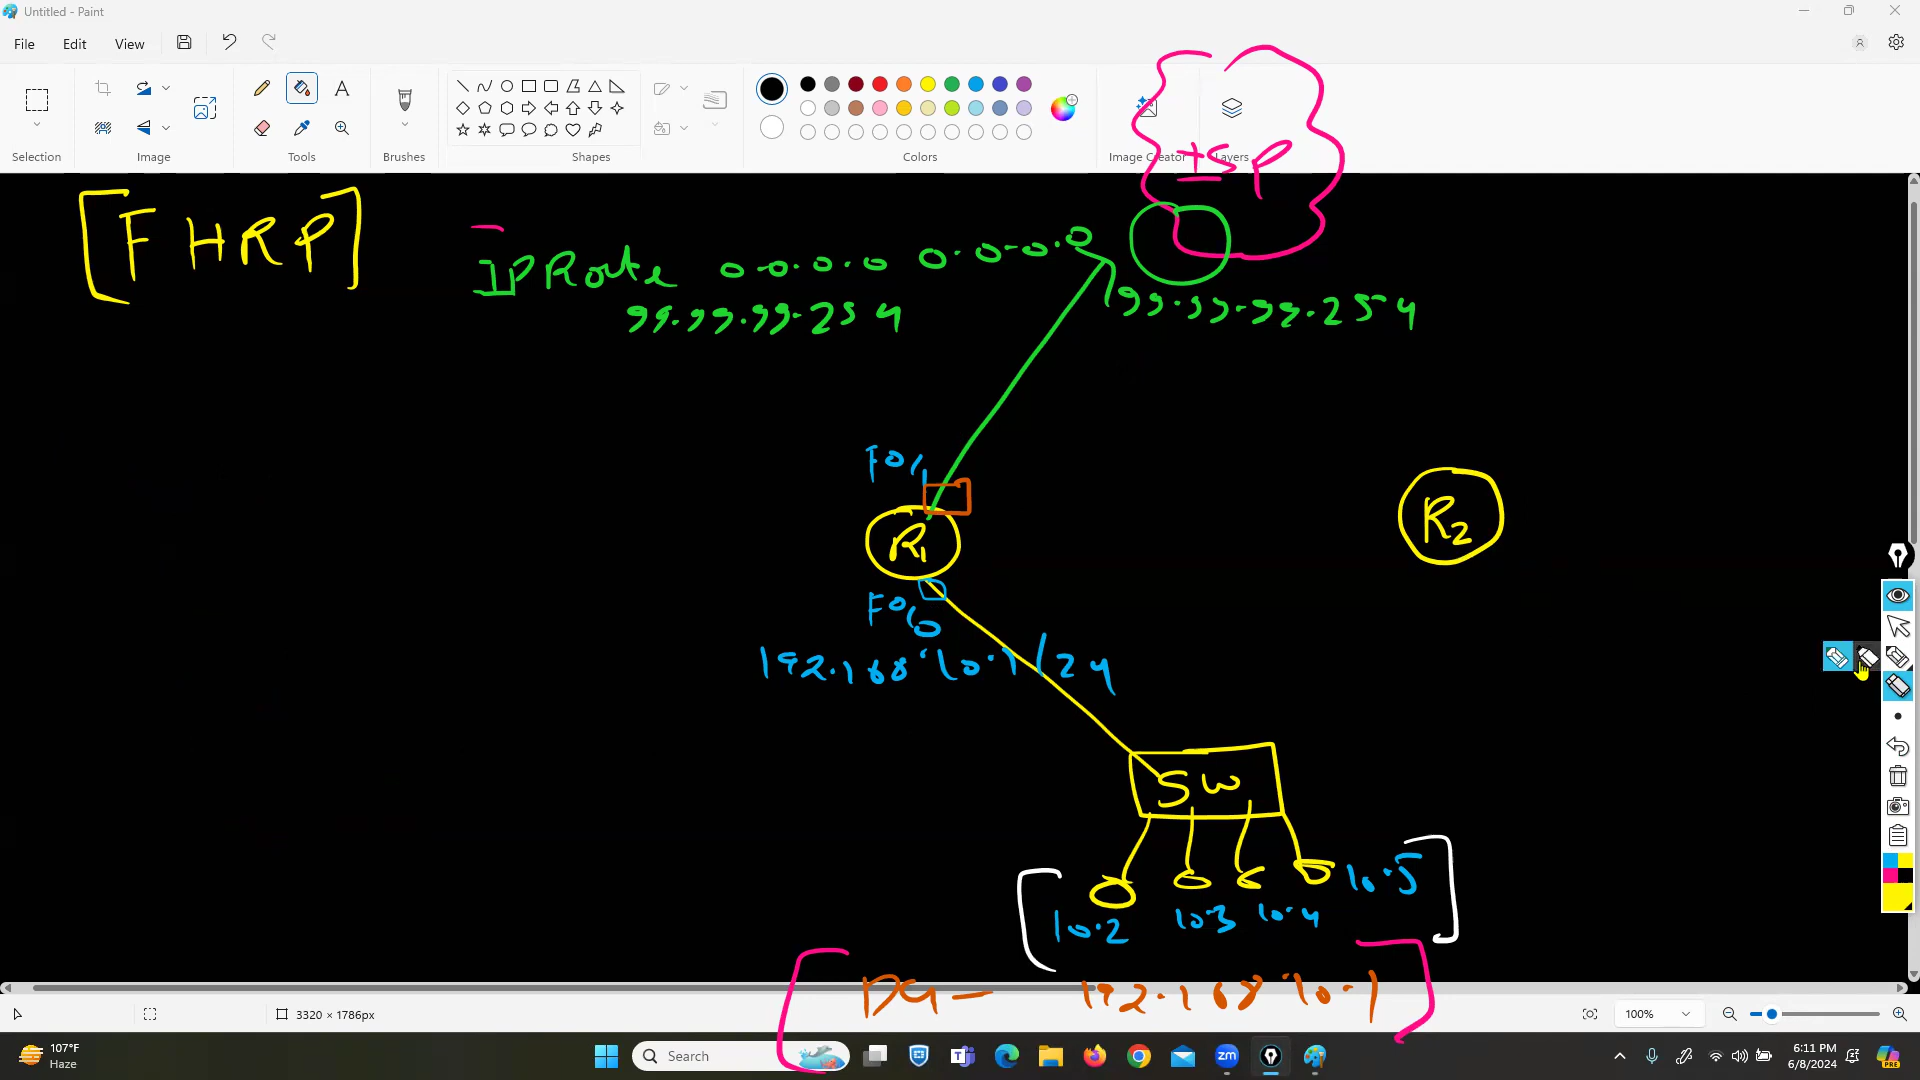 Untitled - Paint
File Edit View
Selection Image Tools Brushes Shapes Colors Image Creator Layers
ISP
[FHRP]
IP Route 0.0.0.0 0.0.0.0
99.99.99.254
99.99.99.254
F0/1
R1
R2
F0/0
192.168.10.1/24
SW
10.5
10.2 10.3 10.4
DG - 192.168.10.1
3320 × 1786px
100%
107°F
Haze
Search
zm
6:11 PM
6/8/2024
PRE